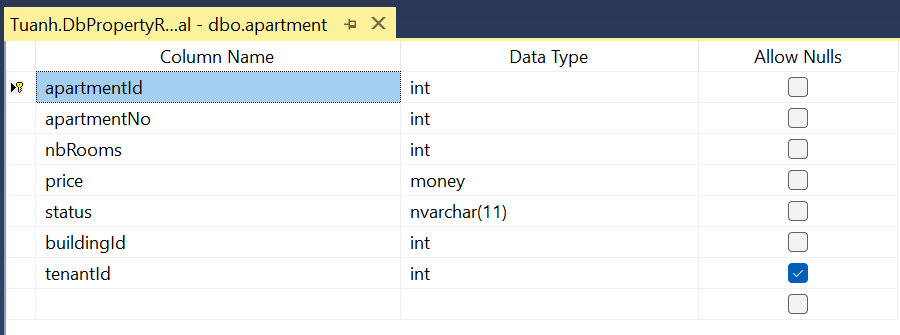 Tuanh.DbPropertyR...al - dbo.apartment
Column Name Data Type Allow Nulls
apartmentId int
apartmentNo int
nbRooms int
price money
status nvarchar(11)
buildingId int
tenantId int